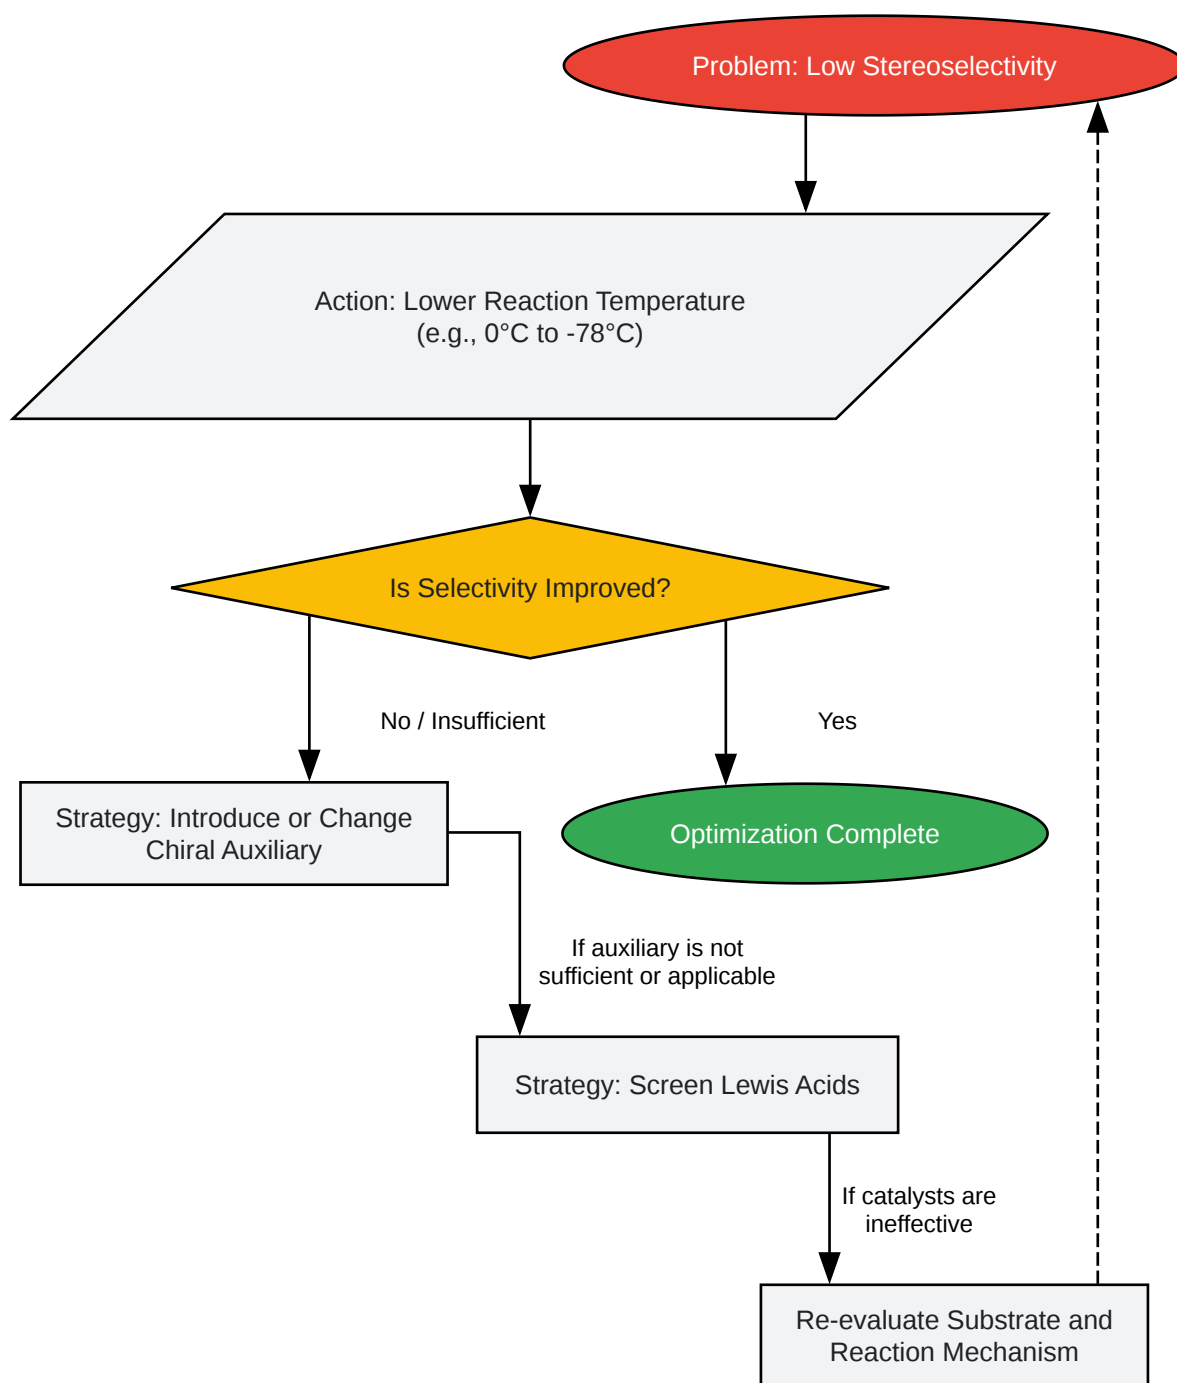 Problem: Low Stereoselectivity
Action: Lower Reaction Temperature
(e.g., 0°C to -78°C)
Is Selectivity Improved?
No / Insufficient
Yes
Strategy: Introduce or Change
Chiral Auxiliary
Optimization Complete
If auxiliary is not
sufficient or applicable
Strategy: Screen Lewis Acids
If catalysts are
ineffective
Re-evaluate Substrate and
Reaction Mechanism